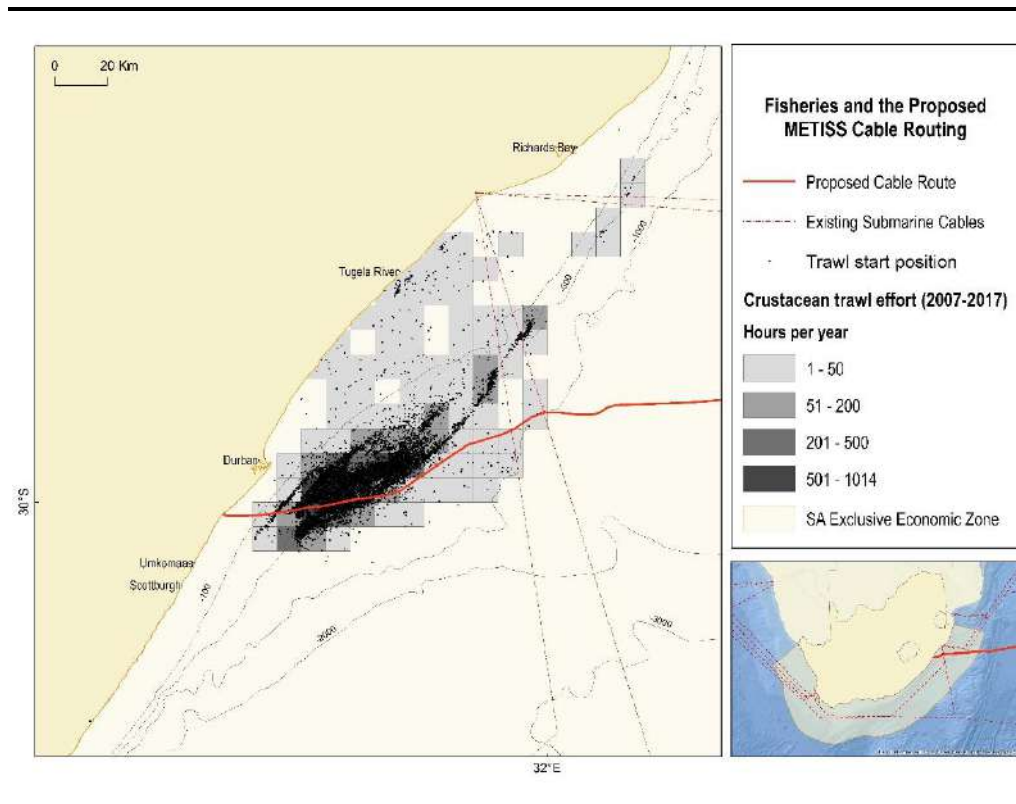 0 20 Km
Richards Bay
-1000
-500
Tugela River
Durban
30°S
Umkomaas
Scottburgh
-100
-2000
-3000
32°E
Fisheries and the Proposed
METISS Cable Routing
Proposed Cable Route
Existing Submarine Cables
Trawl start position
Crustacean trawl effort (2007-2017)
Hours per year
1 - 50
51 - 200
201 - 500
501 - 1014
SA Exclusive Economic Zone